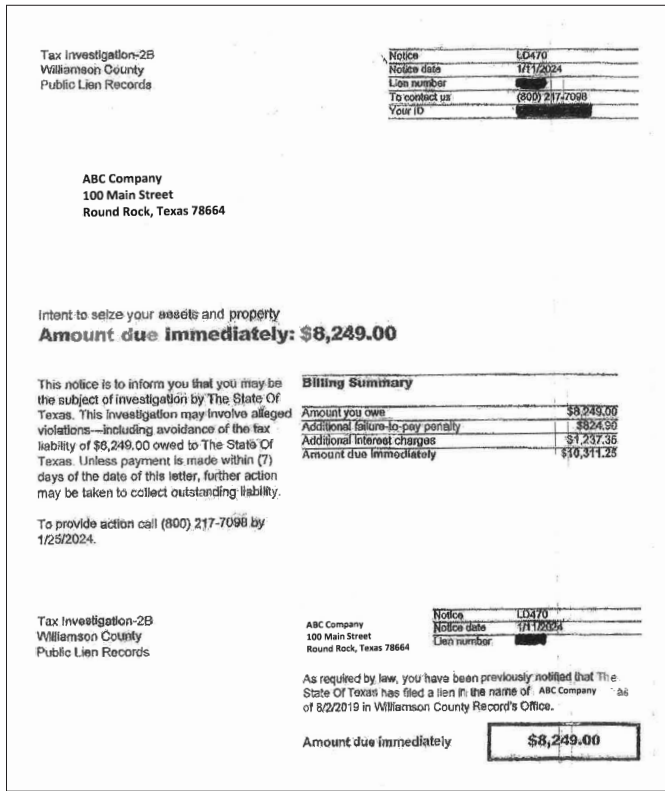 Tax Investigation-2B
Williamson County
Public Lien Records
Notice LD470
Notice date 1/11/2024
Lien number
To contact us (800) 217-7098
Your ID
ABC Company
100 Main Street
Round Rock, Texas 78664
Intent to seize your assets and property
Amount due immediately: $8,249.00
This notice is to inform you that you may be
the subject of investigation by The State Of
Texas. This Investigation may involve alleged
violations—including avoidance of the tax
liability of $8,249.00 owed to The State Of
Texas. Unless payment is made within (7)
days of the date of this letter, further action
may be taken to collect outstanding liability.
To provide action call (800) 217-7098 by
1/25/2024.
Billing Summary
Amount you owe $8,249.00
Additional failure-to-pay penalty $824.90
Additional interest charges $1,237.35
Amount due immediately $10,311.25
Tax Investigation-2B
Williamson County
Public Lien Records
ABC Company
100 Main Street
Round Rock, Texas 78664
Notice LD470
Notice date 1/11/2024
Lien number
As required by law, you have been previously notified that The
State Of Texas has filed a lien in the name of ABC Company as
of 8/2/2019 in Williamson County Record's Office.
Amount due immediately $8,249.00